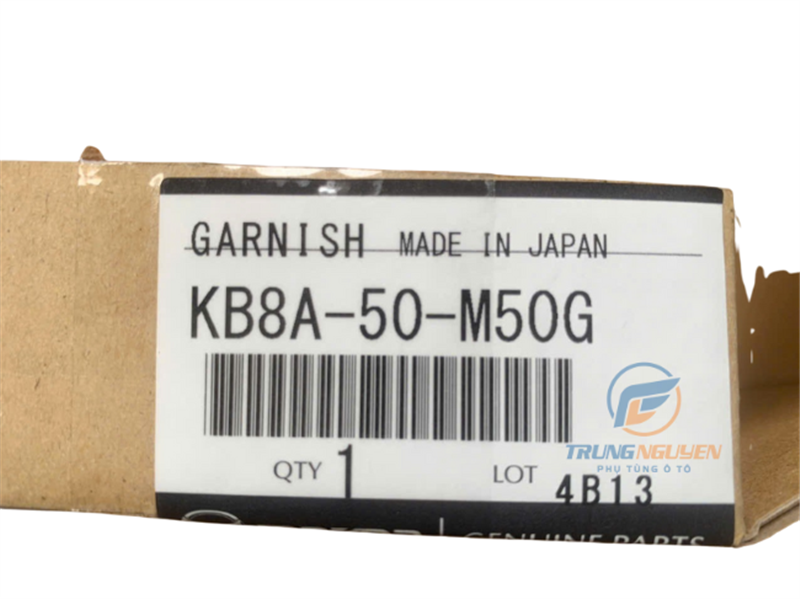 GARNISH MADE IN JAPAN
KB8A-50-M50G
QTY 1 LOT 4B13
TRUNG NGUYEN
PHỤ TÙNG Ô TÔ
GENUINE PARTS